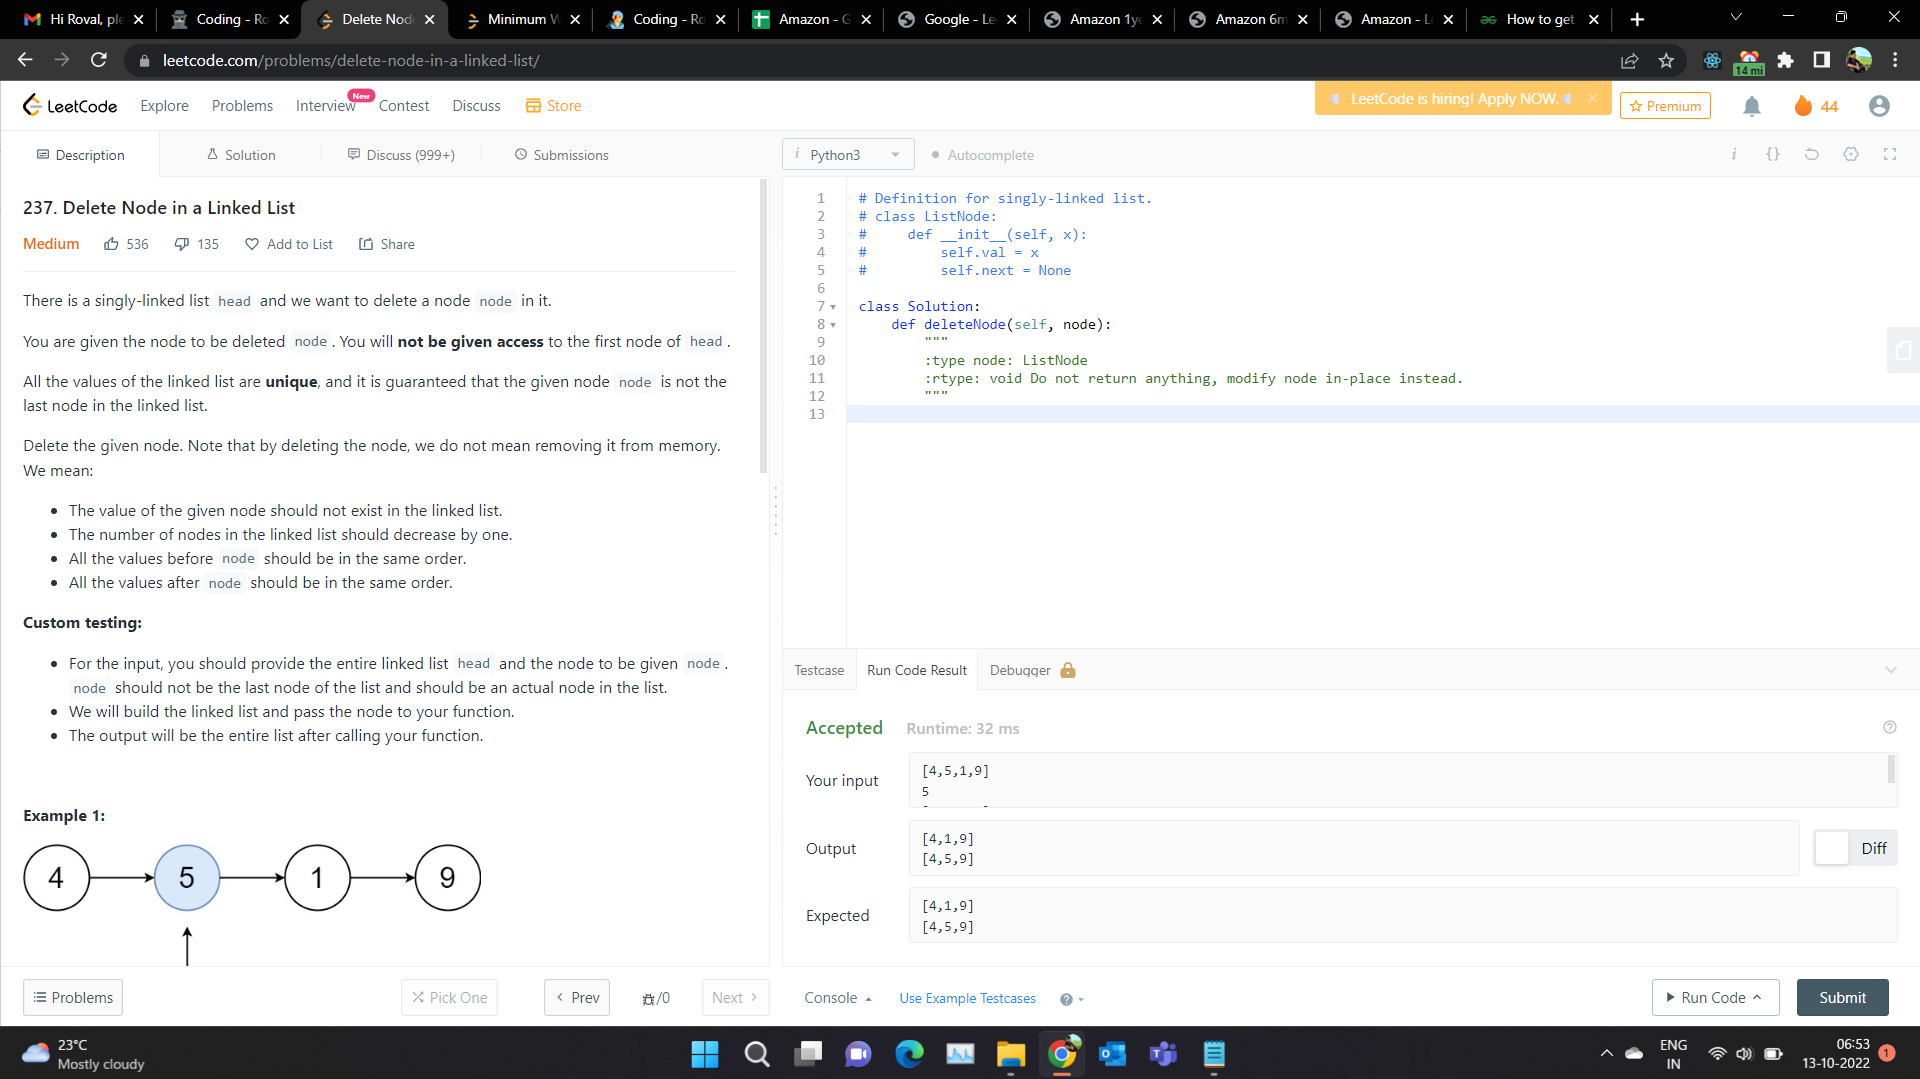 Hi Royal, ple
Coding - Ro
Delete Node
Minimum W
Coding - Ro
Amazon - G
Google - Le
Amazon 1ye
Amazon 6m
Amazon - L
How to get
leetcode.com/problems/delete-node-in-a-linked-list/
14 mi
LeetCode
Explore
Problems
Interview
New
Contest
Discuss
Store
LeetCode is hiring! Apply NOW.
Premium
44
Description
Solution
Discuss (999+)
Submissions
i Python3
Autocomplete
i {}
237. Delete Node in a Linked List
Medium 536 135 Add to List Share
There is a singly-linked list head and we want to delete a node node in it.
You are given the node to be deleted node. You will not be given access to the first node of head.
All the values of the linked list are unique, and it is guaranteed that the given node node is not the
last node in the linked list.
Delete the given node. Note that by deleting the node, we do not mean removing it from memory.
We mean:
• The value of the given node should not exist in the linked list.
• The number of nodes in the linked list should decrease by one.
• All the values before node should be in the same order.
• All the values after node should be in the same order.
Custom testing:
• For the input, you should provide the entire linked list head and the node to be given node.
node should not be the last node of the list and should be an actual node in the list.
• We will build the linked list and pass the node to your function.
• The output will be the entire list after calling your function.
Example 1:
4 5 1 9
Problems
Pick One
< Prev
/0
Next >
1 # Definition for singly-linked list.
2 # class ListNode:
3 #     def __init__(self, x):
4 #         self.val = x
5 #         self.next = None
6
7 class Solution:
8     def deleteNode(self, node):
9         """
10         :type node: ListNode
11         :rtype: void Do not return anything, modify node in-place instead.
12         """
13
Testcase
Run Code Result
Debugger
Accepted Runtime: 32 ms
Your input
[4,5,1,9]
5
Output
[4,1,9]
[4,5,9]
Diff
Expected
[4,1,9]
[4,5,9]
Console
Use Example Testcases
Run Code
Submit
23°C
Mostly cloudy
ENG
IN
06:53
13-10-2022
1